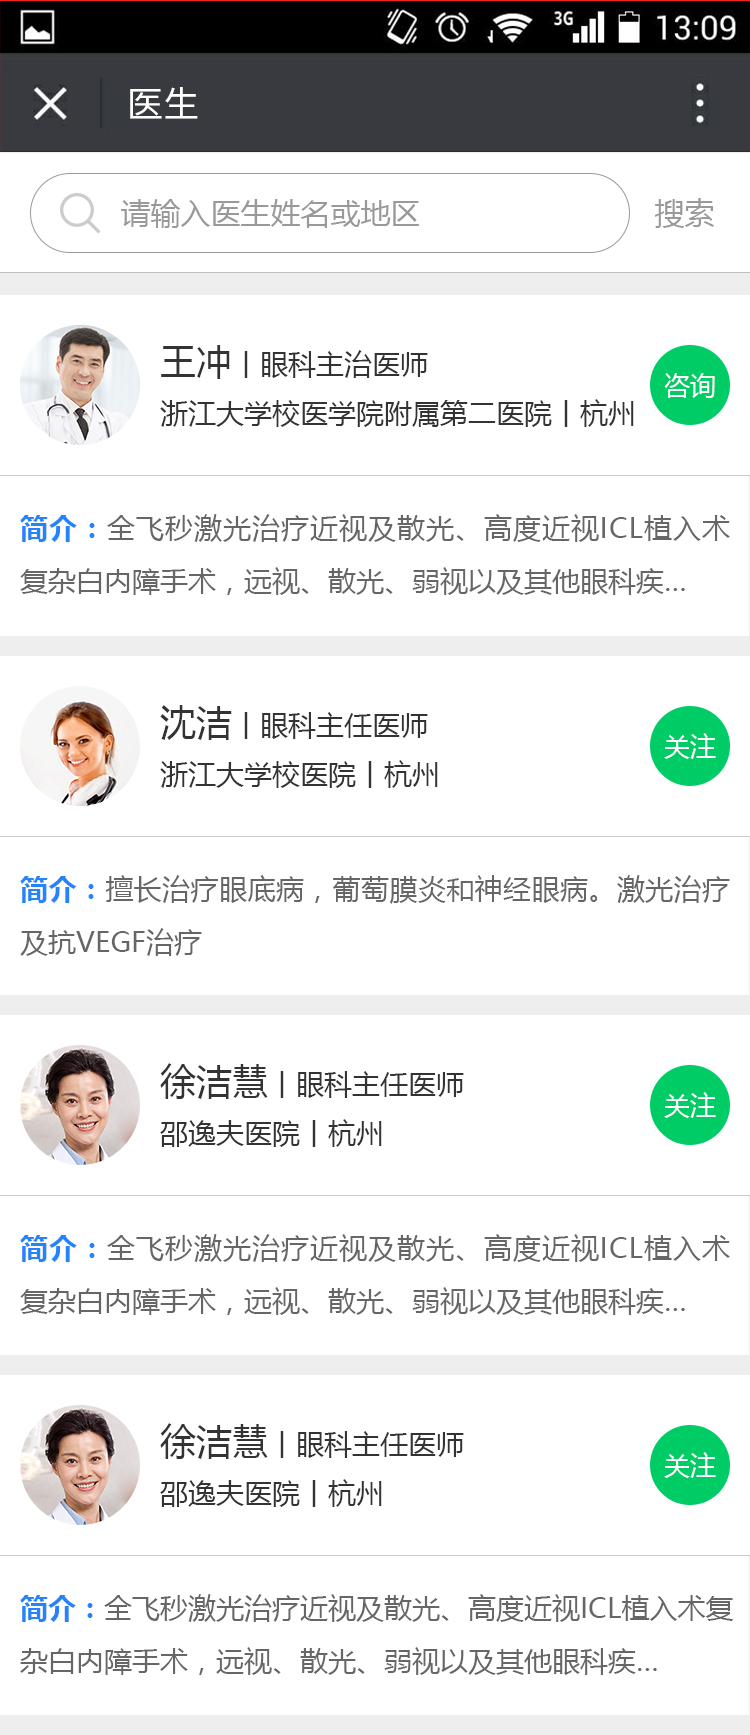 3G 13:09
医生
请输入医生姓名或地区 搜索
王冲 | 眼科主治医师
浙江大学校医学院附属第二医院 | 杭州
咨询
简介：全飞秒激光治疗近视及散光、高度近视ICL植入术
复杂白内障手术，远视、散光、弱视以及其他眼科疾...
沈洁 | 眼科主任医师
浙江大学校医院 | 杭州
关注
简介：擅长治疗眼底病，葡萄膜炎和神经眼病。激光治疗
及抗VEGF治疗
徐洁慧 | 眼科主任医师
邵逸夫医院 | 杭州
关注
简介：全飞秒激光治疗近视及散光、高度近视ICL植入术
复杂白内障手术，远视、散光、弱视以及其他眼科疾...
徐洁慧 | 眼科主任医师
邵逸夫医院 | 杭州
关注
简介：全飞秒激光治疗近视及散光、高度近视ICL植入术复
杂白内障手术，远视、散光、弱视以及其他眼科疾...